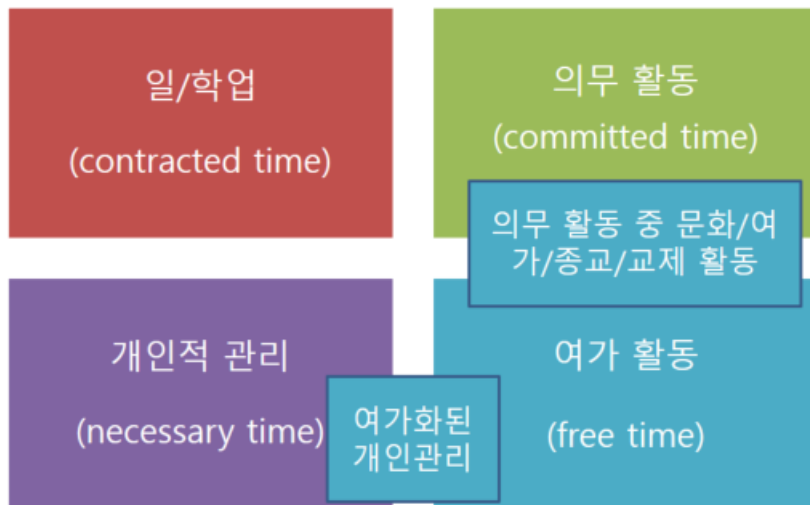 일/학업
(contracted time)
의무 활동
(committed time)
의무 활동 중 문화/여
가/종교/교제 활동
개인적 관리
(necessary time)
여가화된
개인관리
여가 활동
(free time)